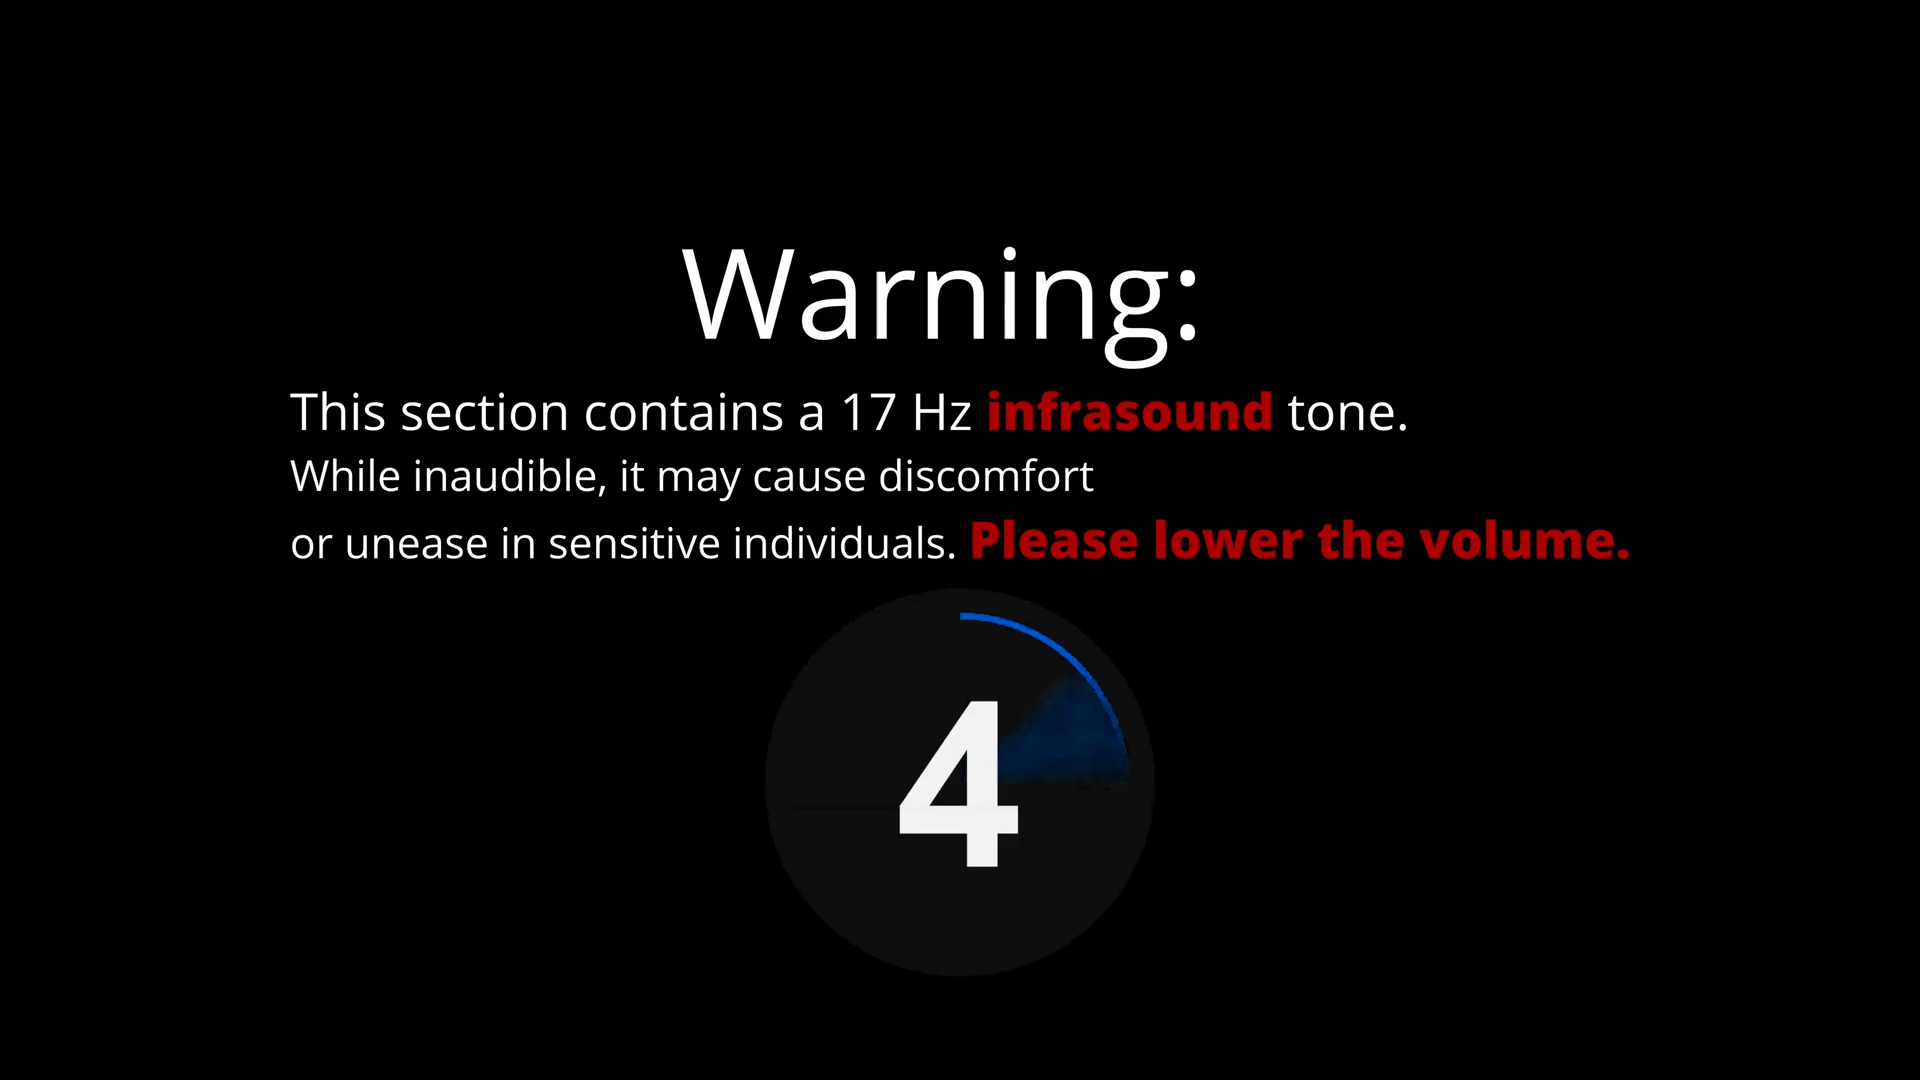 Warning:
This section contains a 17 Hz infrasound tone.
While inaudible, it may cause discomfort
or unease in sensitive individuals. Please lower the volume.
4